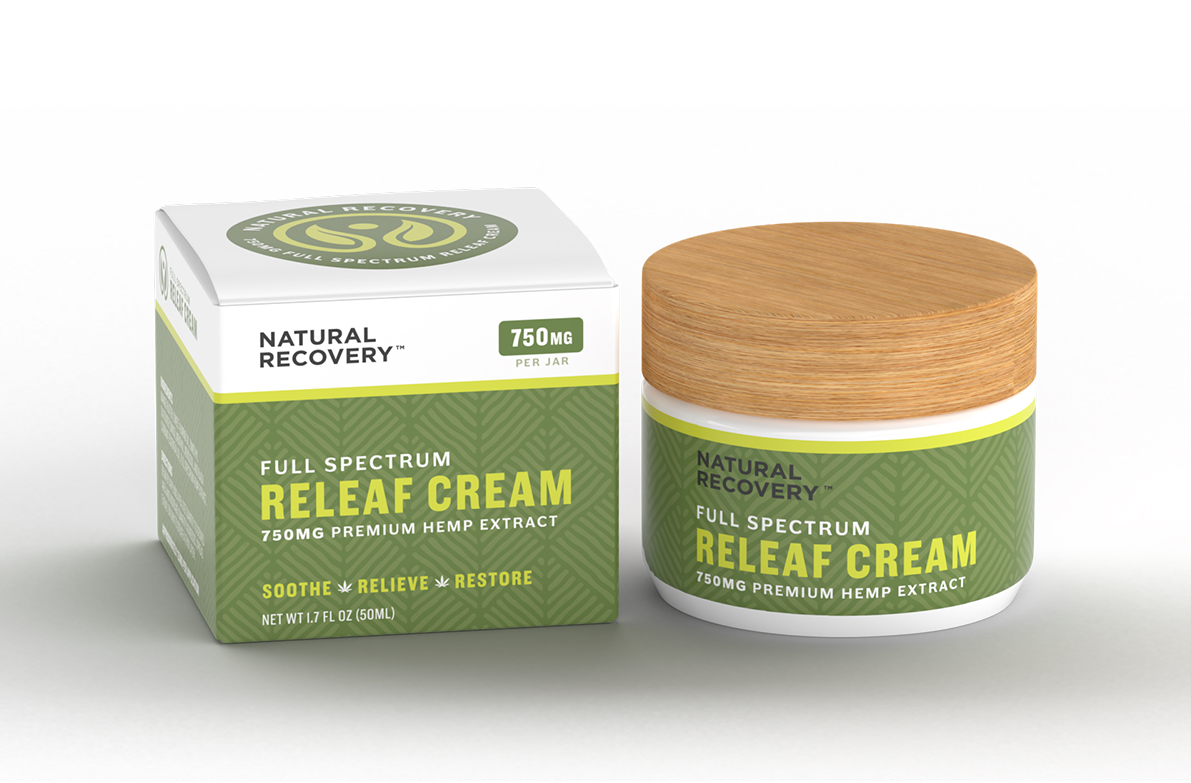 NATURAL RECOVERY
750MG FULL SPECTRUM RELEAF CREAM
RELEAF CREAM
NATURAL
RECOVERY™
750MG
PER JAR
FULL SPECTRUM
RELEAF CREAM
750MG PREMIUM HEMP EXTRACT
SOOTHE RELIEVE RESTORE
NET WT 1.7 FL OZ (50ML)
NATURAL
RECOVERY™
FULL SPECTRUM
RELEAF CREAM
750MG PREMIUM HEMP EXTRACT